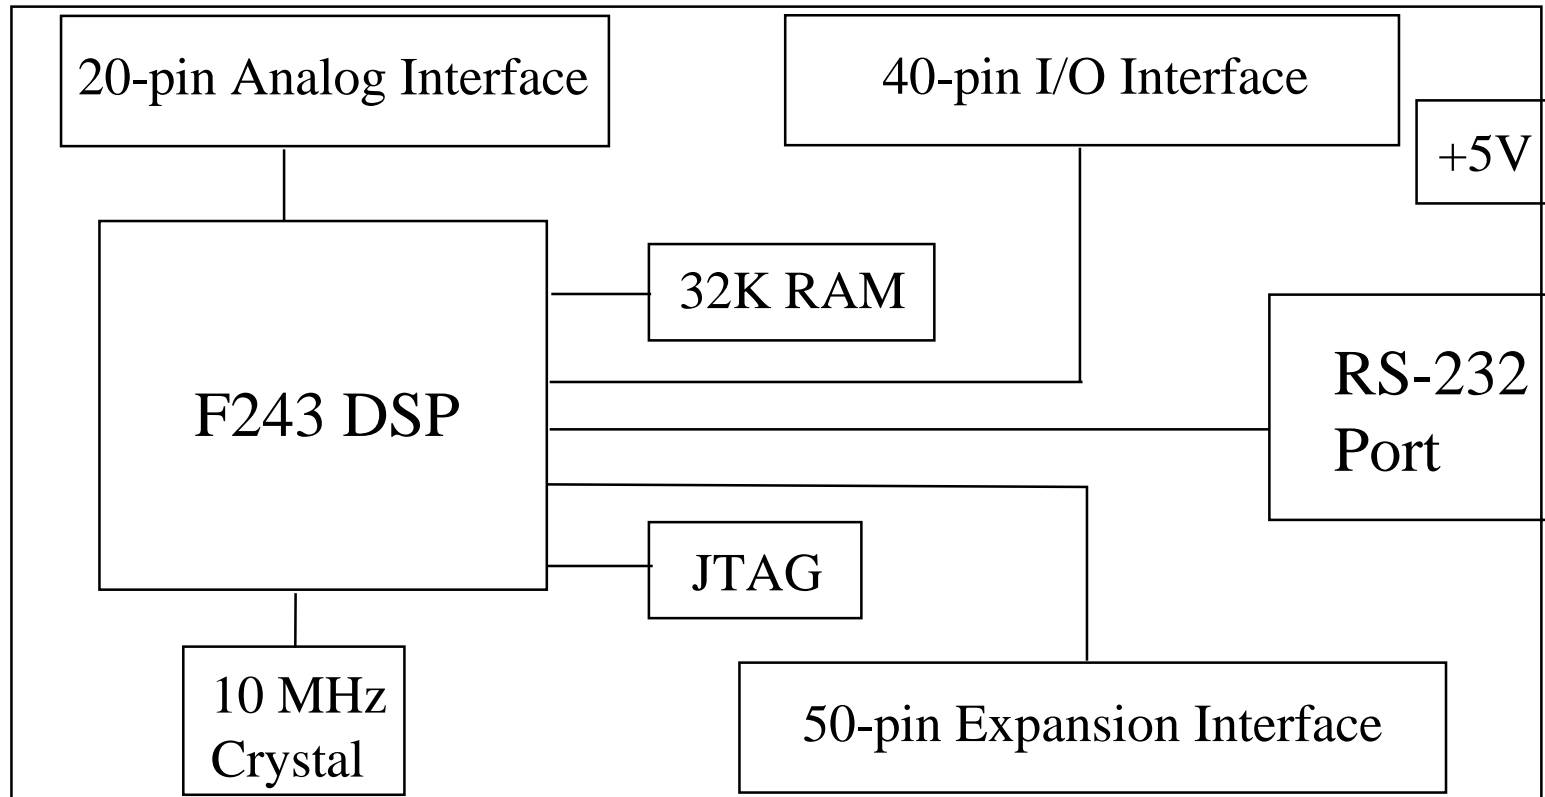 20-pin Analog Interface
40-pin I/O Interface
+5V
32K RAM
RS-232
Port
F243 DSP
JTAG
10 MHz
Crystal
50-pin Expansion Interface